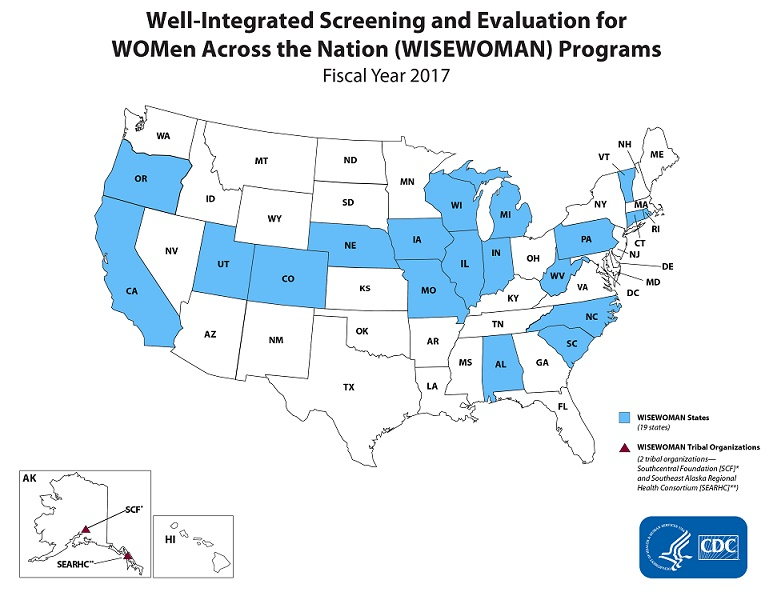 Well-Integrated Screening and Evaluation for
WOMen Across the Nation (WISEWOMAN) Programs
Fiscal Year 2017
WA
MT
ND
MN
OR
ID
WY
SD
WI
MI
NH
VT
ME
NY
MA
RI
CT
NJ
DE
MD
DC
NV
UT
CO
NE
IA
IL
IN
OH
PA
WV
VA
CA
KS
MO
KY
AZ
NM
OK
AR
TN
NC
SC
TX
LA
MS
AL
GA
FL
WISEWOMAN States
(19 states)
WISEWOMAN Tribal Organizations
(2 tribal organizations—
Southcentral Foundation [SCF]*
and Southeast Alaska Regional
Health Consortium [SEARHC]**)
AK
SCF*
SEARHC**
HI
CDC